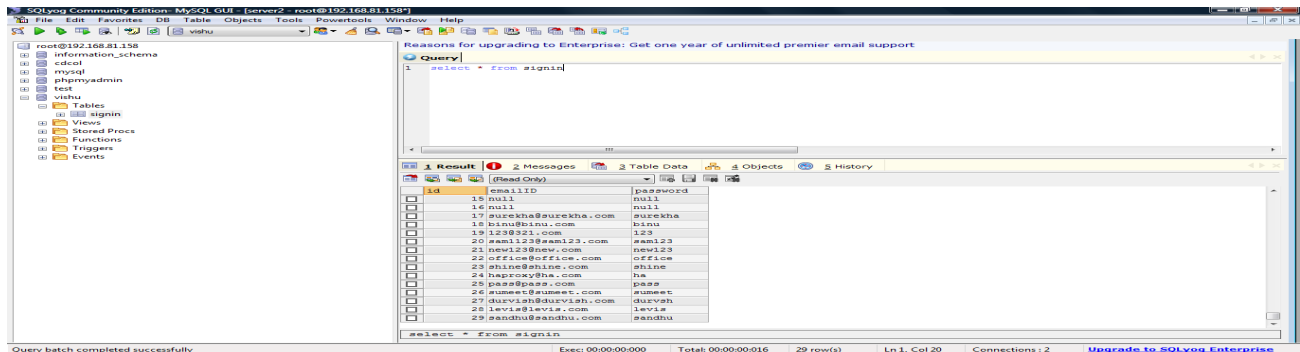 SQLyog Community Edition- MySQL GUI - [server2 - root@192.168.81.158*]
File Edit Favorites DB Table Objects Tools Powertools Window Help
vishu
root@192.168.81.158
information_schema
cdcol
mysql
phpmyadmin
test
vishu
Tables
signin
Views
Stored Procs
Functions
Triggers
Events
Reasons for upgrading to Enterprise: Get one year of unlimited premier email support
Query
1 select * from signin
1 Result 2 Messages 3 Table Data 4 Objects 5 History
(Read Only)
id emailID password
15 null null
16 null null
17 surekha@surekha.com surekha
18 binu@binu.com binu
19 123@321.com 123
20 sam1123@sam123.com sam123
21 new123@new.com new123
22 office@office.com office
23 shine@shine.com shine
24 haproxy@ha.com ha
25 pass@pass.com pass
26 sumeet@sumeet.com sumeet
27 durvish@durvish.com durvsh
28 levis@levis.com levis
29 sandhu@sandhu.com sandhu
select * from signin
Query batch completed successfully Exec: 00:00:00:000 Total: 00:00:00:016 29 row(s) Ln 1, Col 20 Connections : 2 Upgrade to SQLyog Enterprise